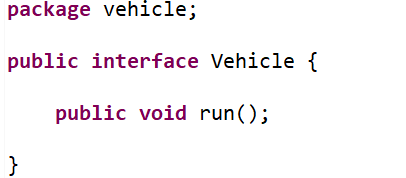 package vehicle;
public interface Vehicle {
public void run();
}